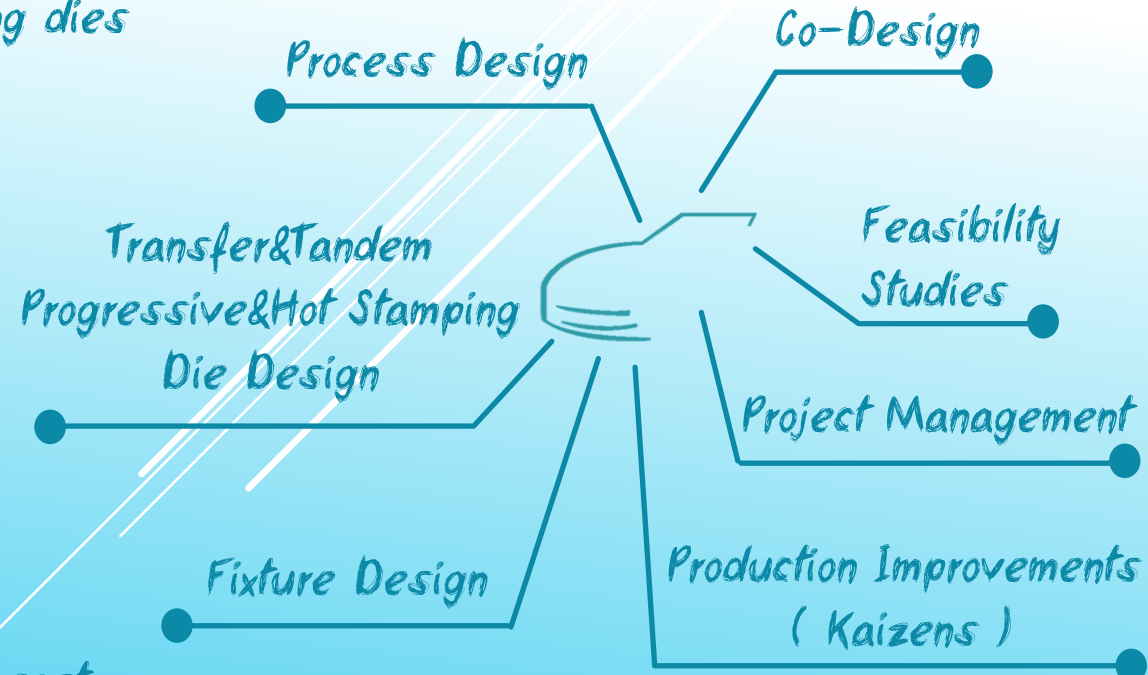 ng dies
Process Design
Co-Design
Transfer&Tandem
Progressive&Hot Stamping
Die Design
Feasibility
Studies
Project Management
Fixture Design
Production Improvements
( Kaizens )